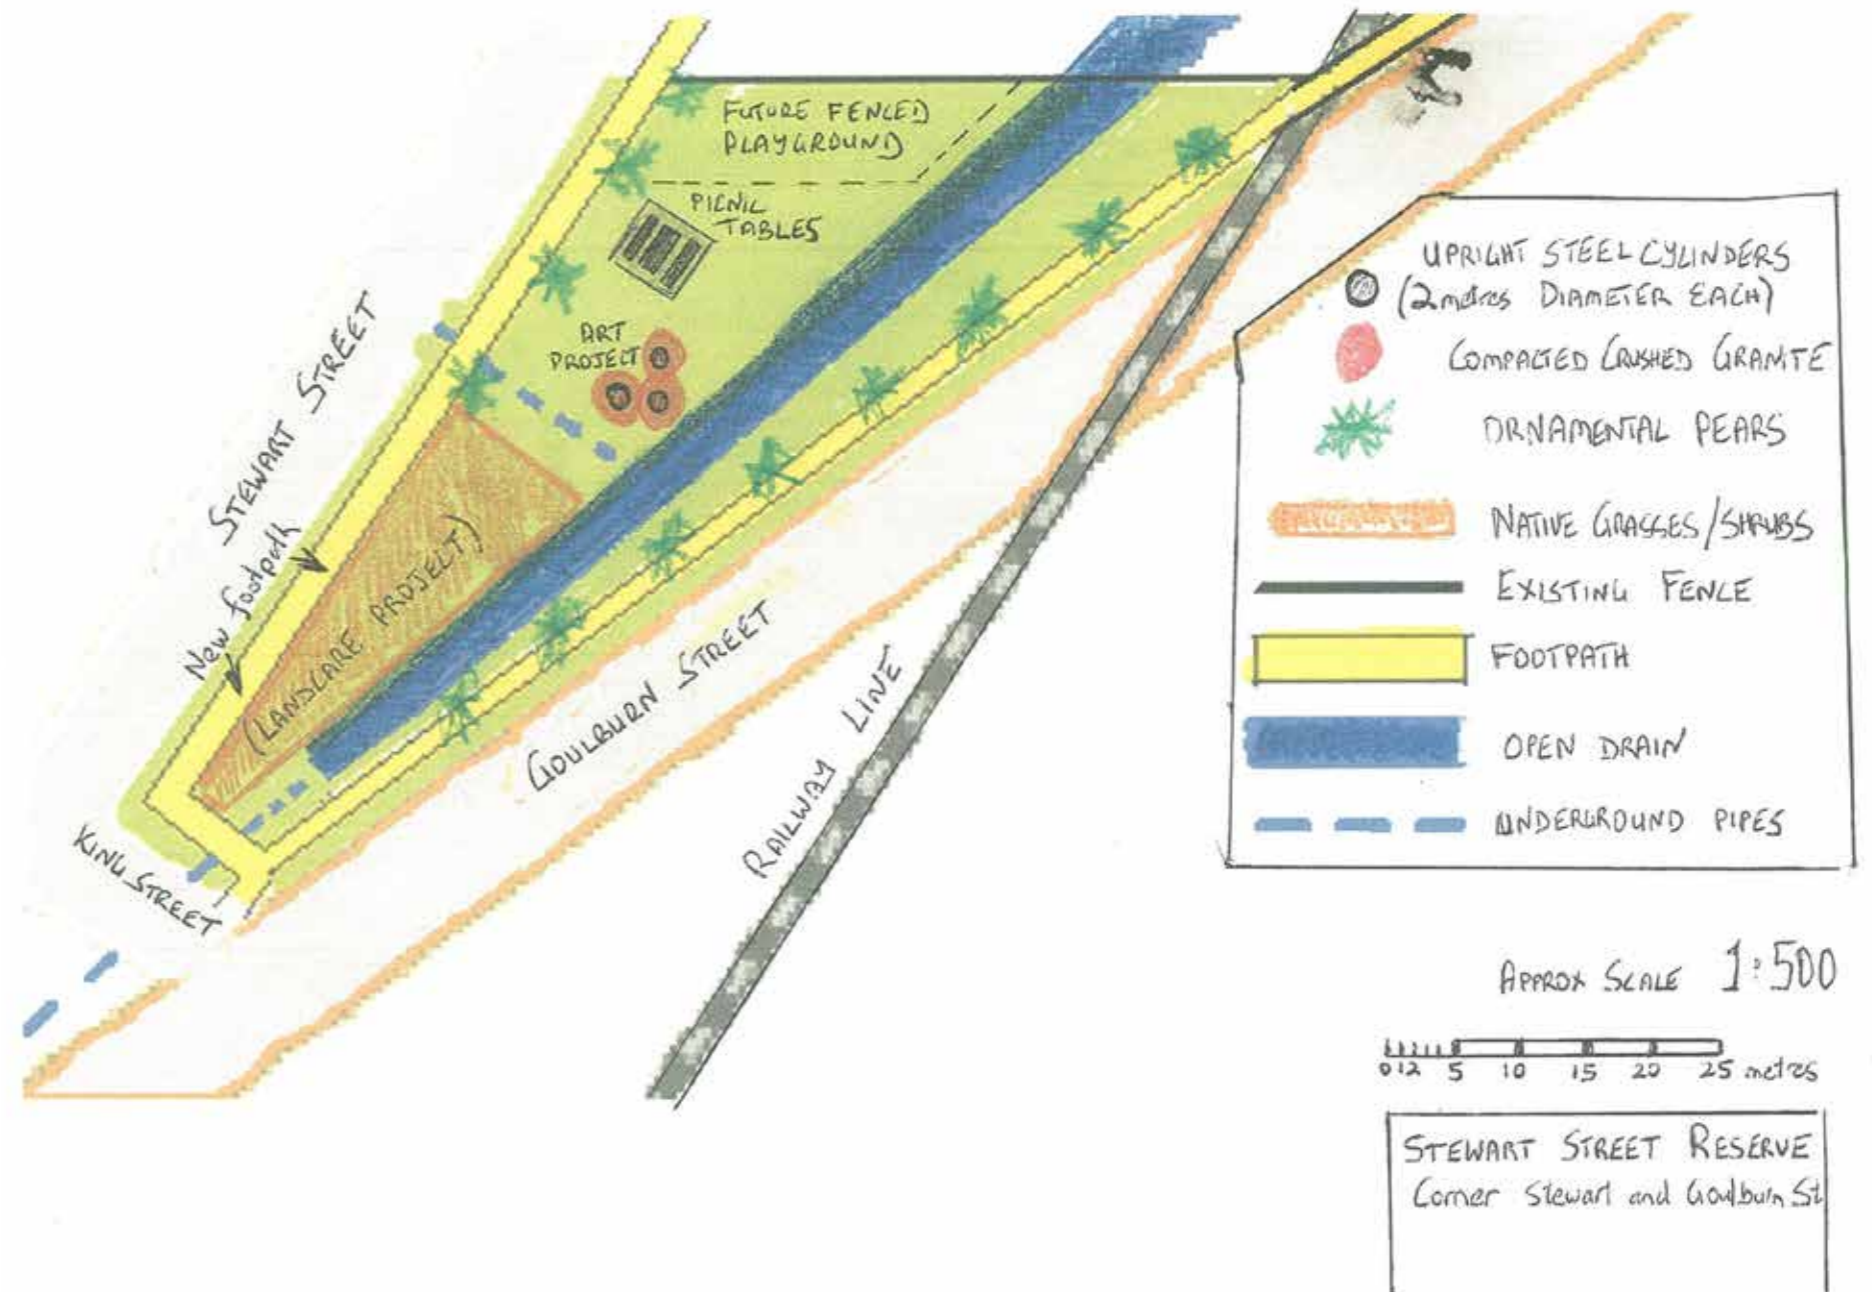 FUTURE FENCED
PLAYGROUND
PICNIC
TABLES
ART
PROJECT
STEWART STREET
New footpath
(LANDCARE PROJECT)
GOULBURN STREET
RAILWAY LINE
KING STREET
UPRIGHT STEEL CYLINDERS
(2 metres DIAMETER EACH)
COMPACTED CRUSHED GRANITE
ORNAMENTAL PEARS
NATIVE GRASSES/SHRUBS
EXISTING FENCE
FOOTPATH
OPEN DRAIN
UNDERGROUND PIPES
APPROX SCALE 1:500
0 1 2 5 10 15 20 25 metres
STEWART STREET RESERVE
Corner Stewart and Goulburn St